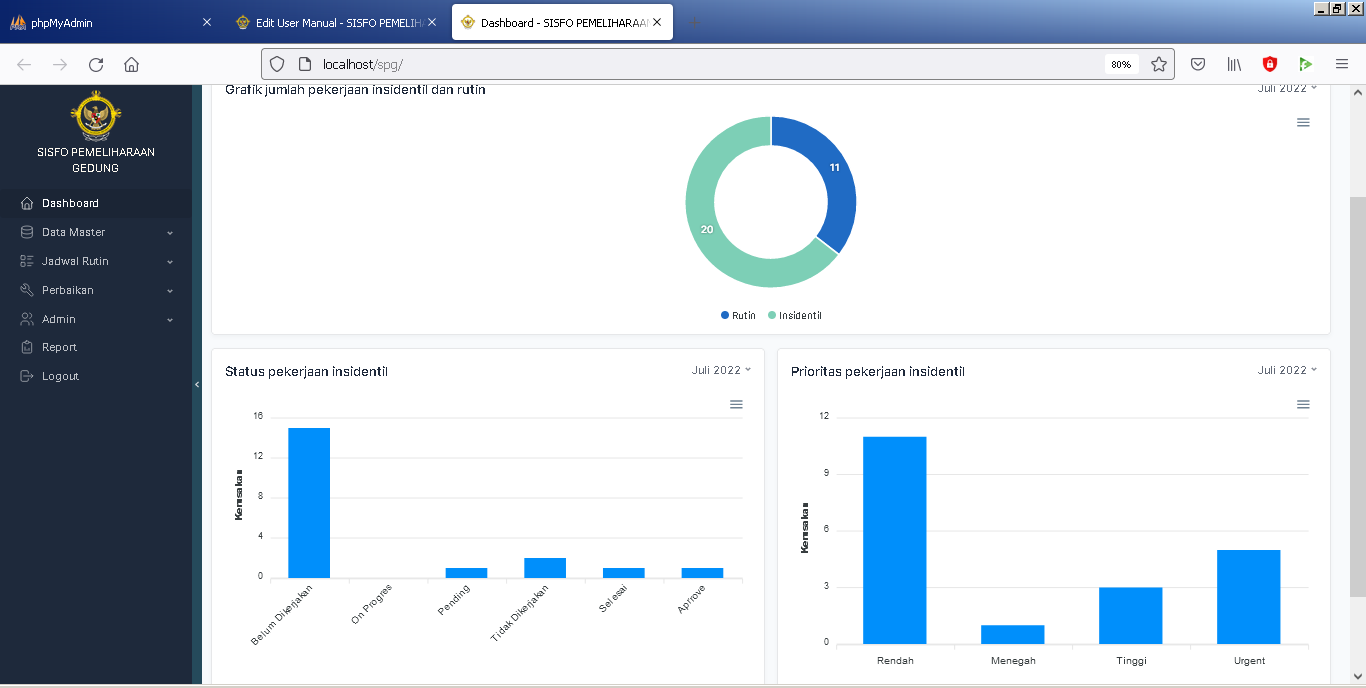 phpMyAdmin
Edit User Manual - SISFO PEMELIH
Dashboard - SISFO PEMELIHARAA
localhost/spg/
80%
SISFO PEMELIHARAAN
GEDUNG
Dashboard
Data Master
Jadwal Rutin
Perbaikan
Admin
Report
Logout
Grafik jumlah pekerjaan insidentil dan rutin
Juli 2022
11
20
Rutin
Insidentil
Status pekerjaan insidentil
Juli 2022
Kerusakan
16
12
8
4
0
Belum Dikerjakan
On Progres
Pending
Tidak Dikerjakan
Selesai
Aprrove
Prioritas pekerjaan insidentil
Juli 2022
Kerusakan
12
9
6
3
0
Rendah
Menegah
Tinggi
Urgent